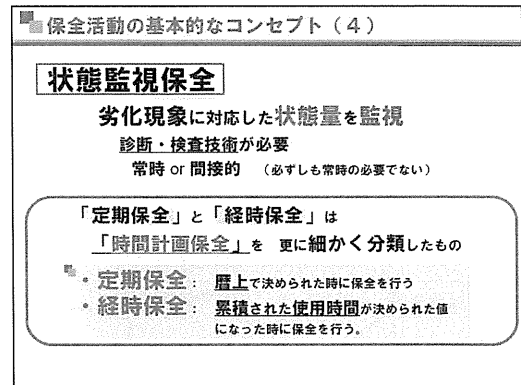 保全活動の基本的なコンセプト（4）
状態監視保全
劣化現象に対応した状態量を監視
診断・検査技術が必要
常時 or 間接的　（必ずしも常時の必要でない）
「定期保全」と「経時保全」は
「時間計画保全」を　更に細かく分類したもの
・定期保全：　暦上で決められた時に保全を行う
・経時保全：　累積された使用時間が決められた値
になった時に保全を行う。